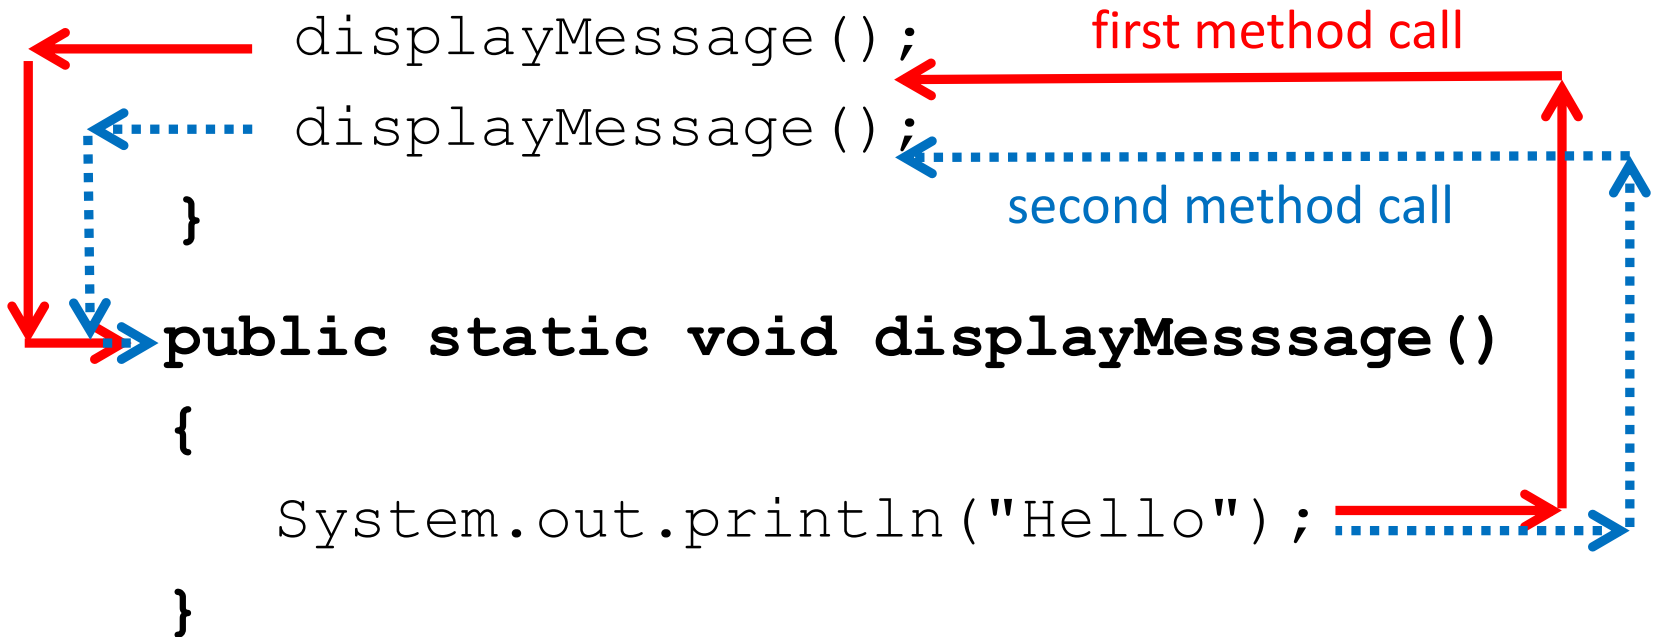 displayMessage(); first method call
displayMessage();
second method call
}
public static void displayMesssage()
{
System.out.println("Hello");
}